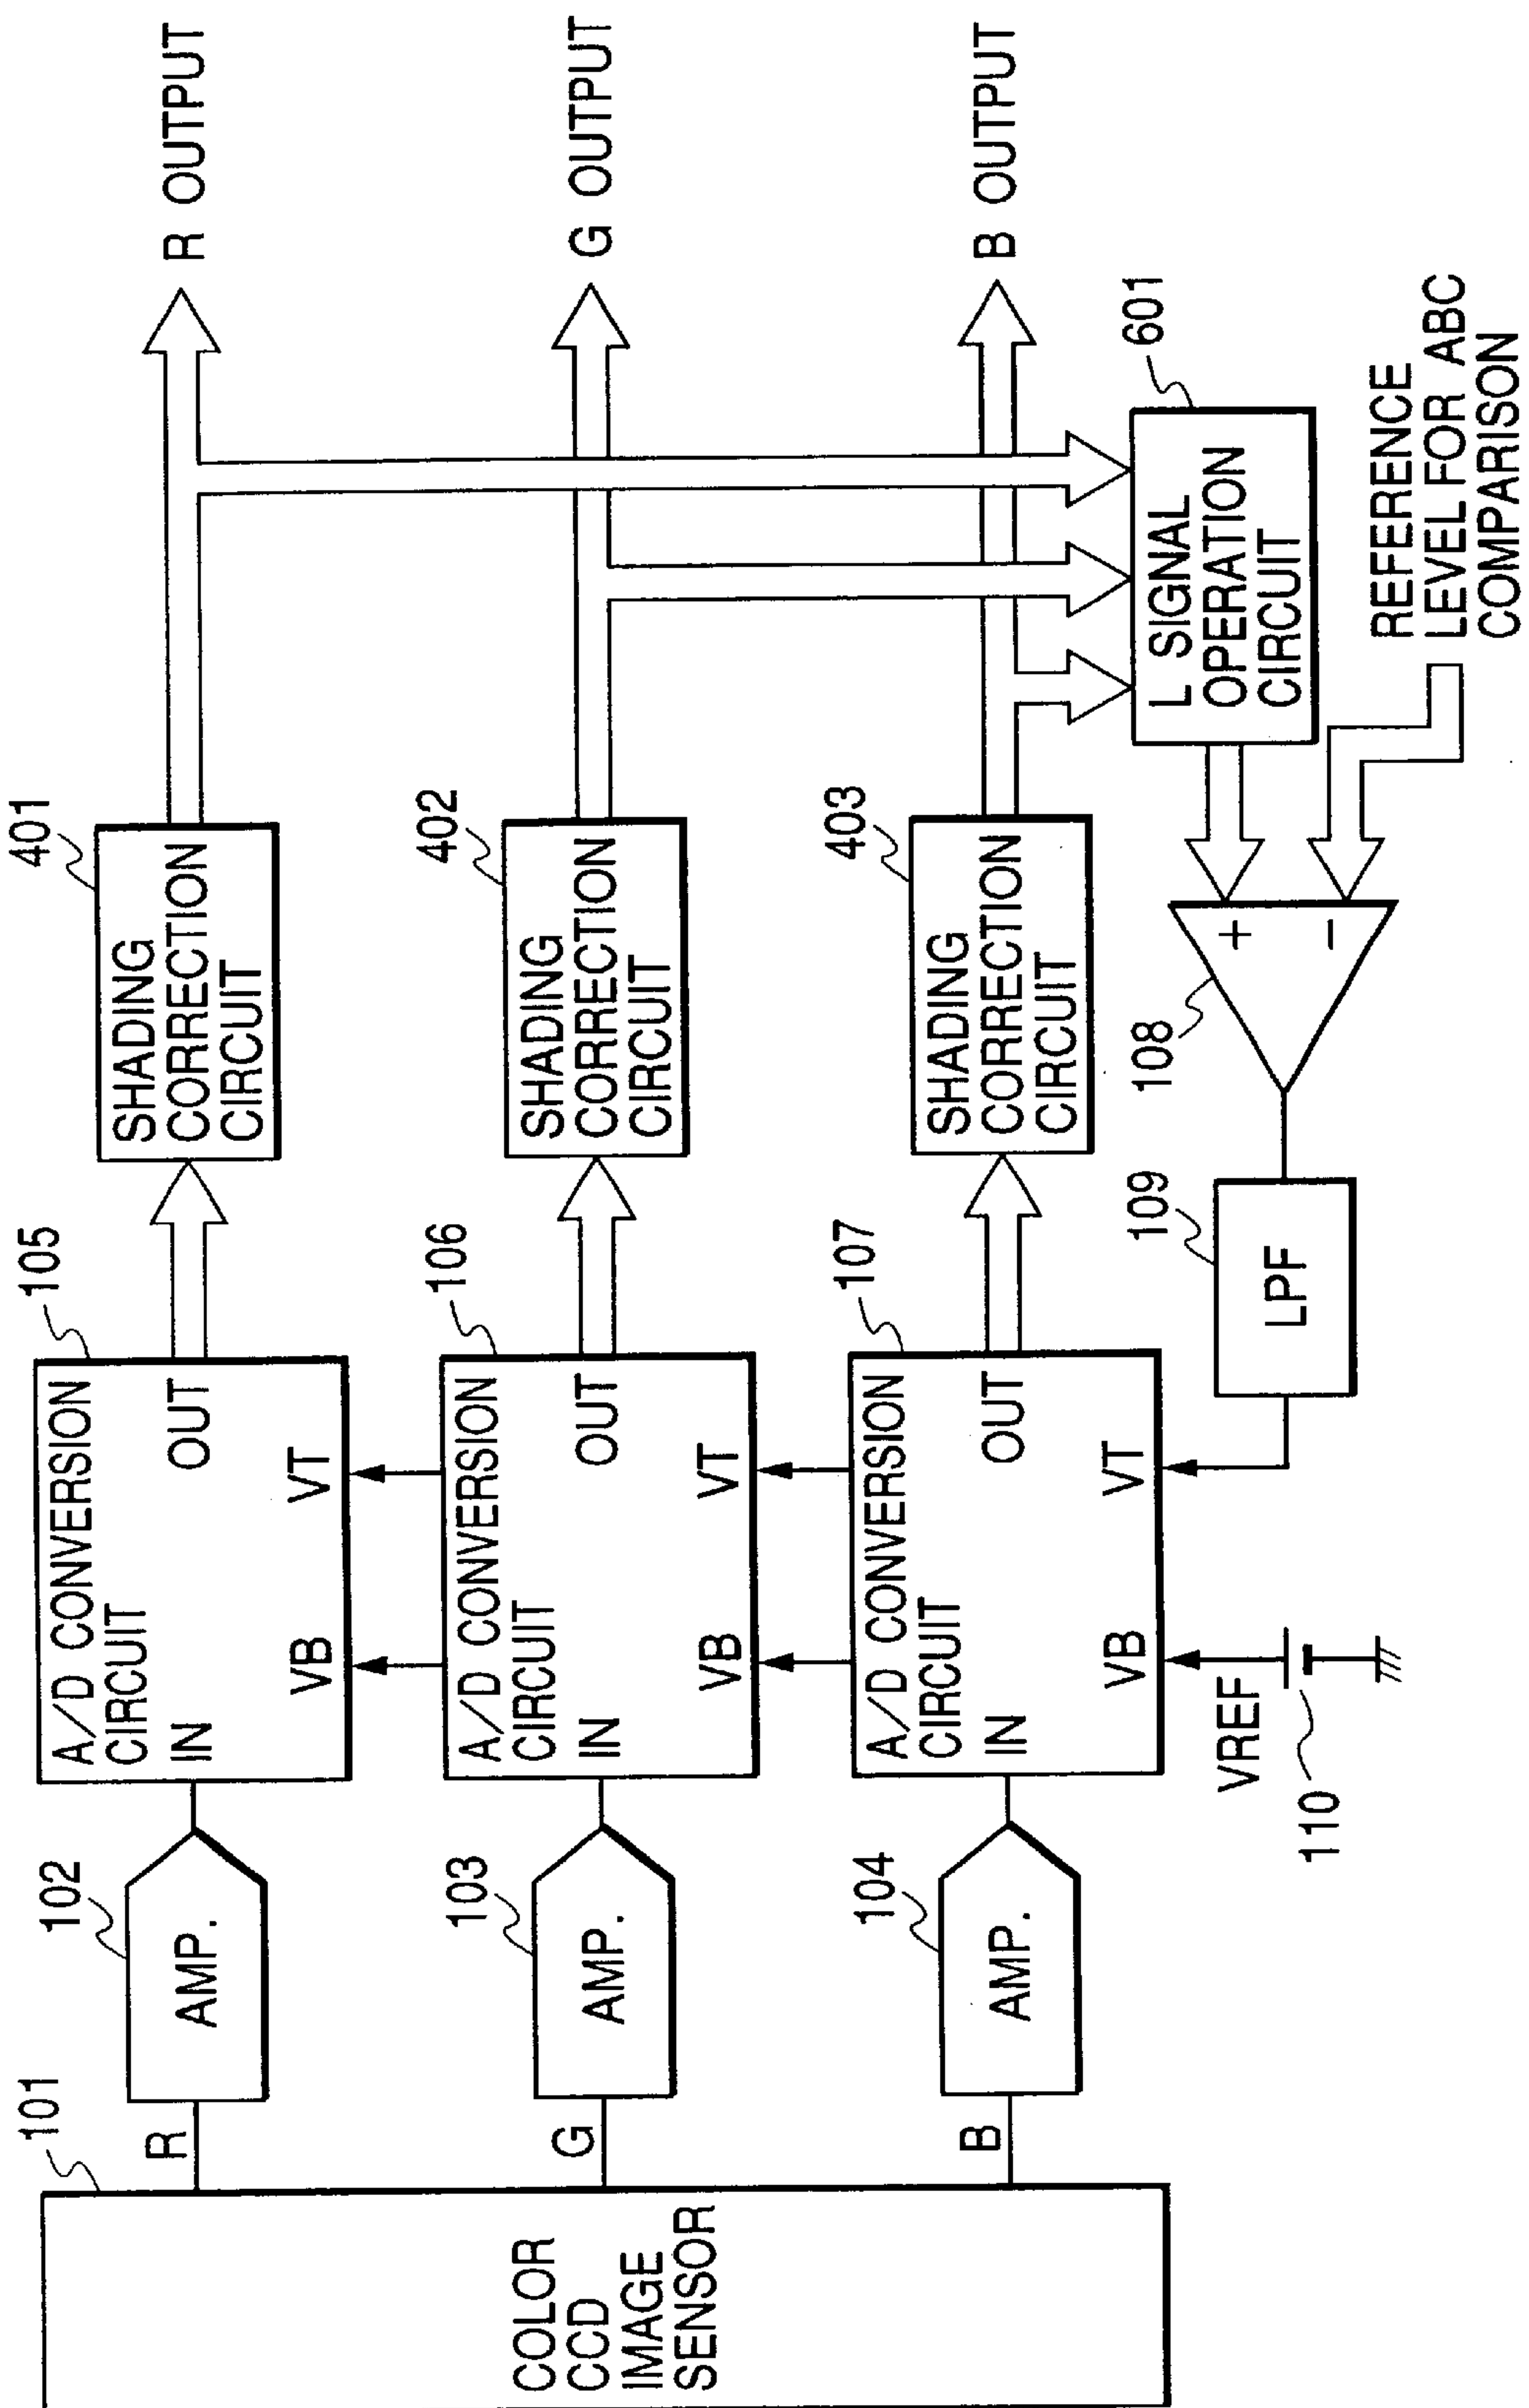 101
COLOR
CCD
IMAGE
SENSOR
R
102
AMP.
105
A/D CONVERSION
CIRCUIT
IN
OUT
VB
VT
401
SHADING
CORRECTION
CIRCUIT
R OUTPUT
G
103
AMP.
106
A/D CONVERSION
CIRCUIT
IN
OUT
VB
VT
402
SHADING
CORRECTION
CIRCUIT
G OUTPUT
B
104
AMP.
107
A/D CONVERSION
CIRCUIT
IN
OUT
VB
VT
403
SHADING
CORRECTION
CIRCUIT
B OUTPUT
VREF
110
109
LPF
108
+
−
601
L SIGNAL
OPERATION
CIRCUIT
REFERENCE
LEVEL FOR ABC
COMPARISON